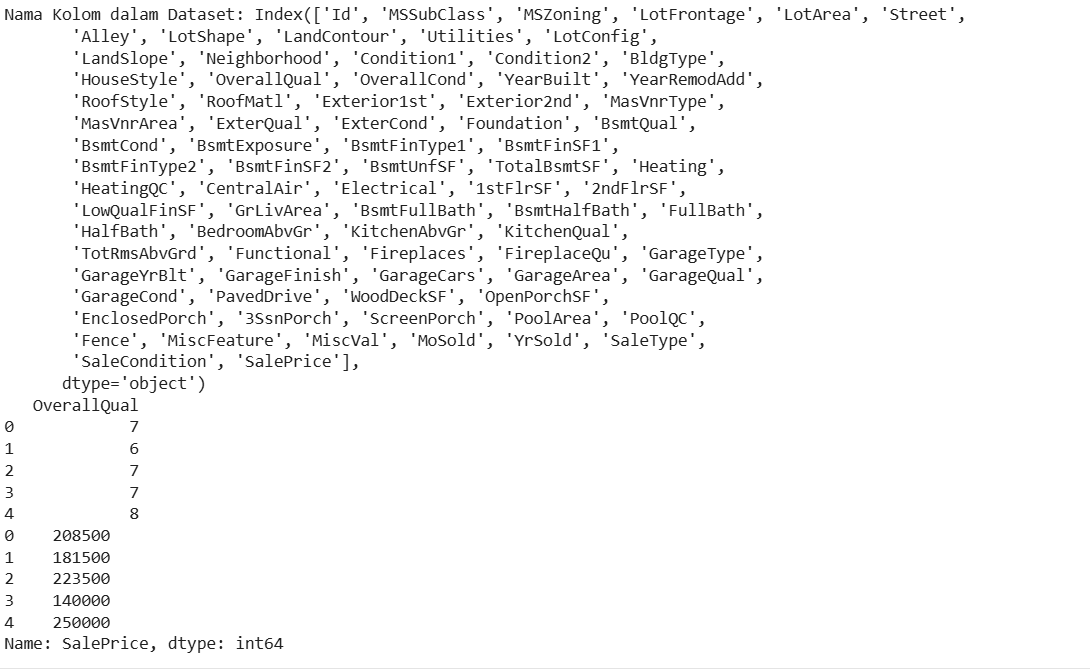 Nama Kolom dalam Dataset: Index(['Id', 'MSSubClass', 'MSZoning', 'LotFrontage', 'LotArea', 'Street',
'Alley', 'LotShape', 'LandContour', 'Utilities', 'LotConfig',
'LandSlope', 'Neighborhood', 'Condition1', 'Condition2', 'BldgType',
'HouseStyle', 'OverallQual', 'OverallCond', 'YearBuilt', 'YearRemodAdd',
'RoofStyle', 'RoofMatl', 'Exterior1st', 'Exterior2nd', 'MasVnrType',
'MasVnrArea', 'ExterQual', 'ExterCond', 'Foundation', 'BsmtQual',
'BsmtCond', 'BsmtExposure', 'BsmtFinType1', 'BsmtFinSF1',
'BsmtFinType2', 'BsmtFinSF2', 'BsmtUnfSF', 'TotalBsmtSF', 'Heating',
'HeatingQC', 'CentralAir', 'Electrical', '1stFlrSF', '2ndFlrSF',
'LowQualFinSF', 'GrLivArea', 'BsmtFullBath', 'BsmtHalfBath', 'FullBath',
'HalfBath', 'BedroomAbvGr', 'KitchenAbvGr', 'KitchenQual',
'TotRmsAbvGrd', 'Functional', 'Fireplaces', 'FireplaceQu', 'GarageType',
'GarageYrBlt', 'GarageFinish', 'GarageCars', 'GarageArea', 'GarageQual',
'GarageCond', 'PavedDrive', 'WoodDeckSF', 'OpenPorchSF',
'EnclosedPorch', '3SsnPorch', 'ScreenPorch', 'PoolArea', 'PoolQC',
'Fence', 'MiscFeature', 'MiscVal', 'MoSold', 'YrSold', 'SaleType',
'SaleCondition', 'SalePrice'],
dtype='object')
OverallQual
0 7
1 6
2 7
3 7
4 8
0 208500
1 181500
2 223500
3 140000
4 250000
Name: SalePrice, dtype: int64